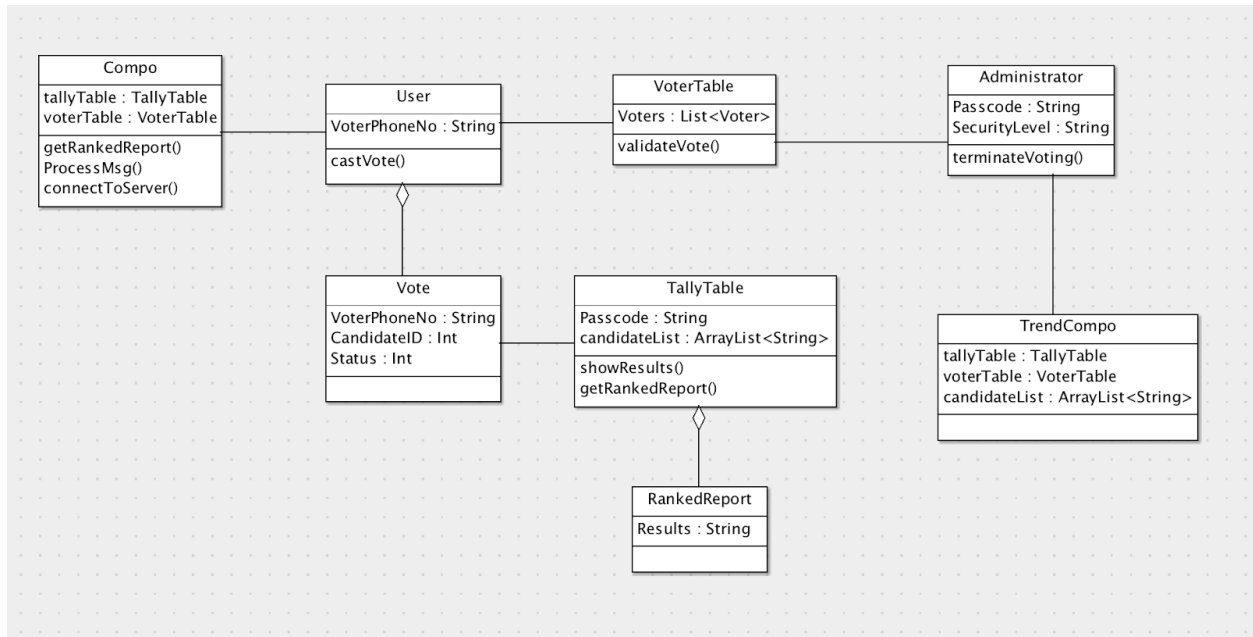 Compo
tallyTable : TallyTable
voterTable : VoterTable
getRankedReport()
ProcessMsg()
connectToServer()
User
VoterPhoneNo : String
castVote()
VoterTable
Voters : List<Voter>
validateVote()
Administrator
Passcode : String
SecurityLevel : String
terminateVoting()
Vote
VoterPhoneNo : String
CandidateID : Int
Status : Int
TallyTable
Passcode : String
candidateList : ArrayList<String>
showResults()
getRankedReport()
TrendCompo
tallyTable : TallyTable
voterTable : VoterTable
candidateList : ArrayList<String>
RankedReport
Results : String